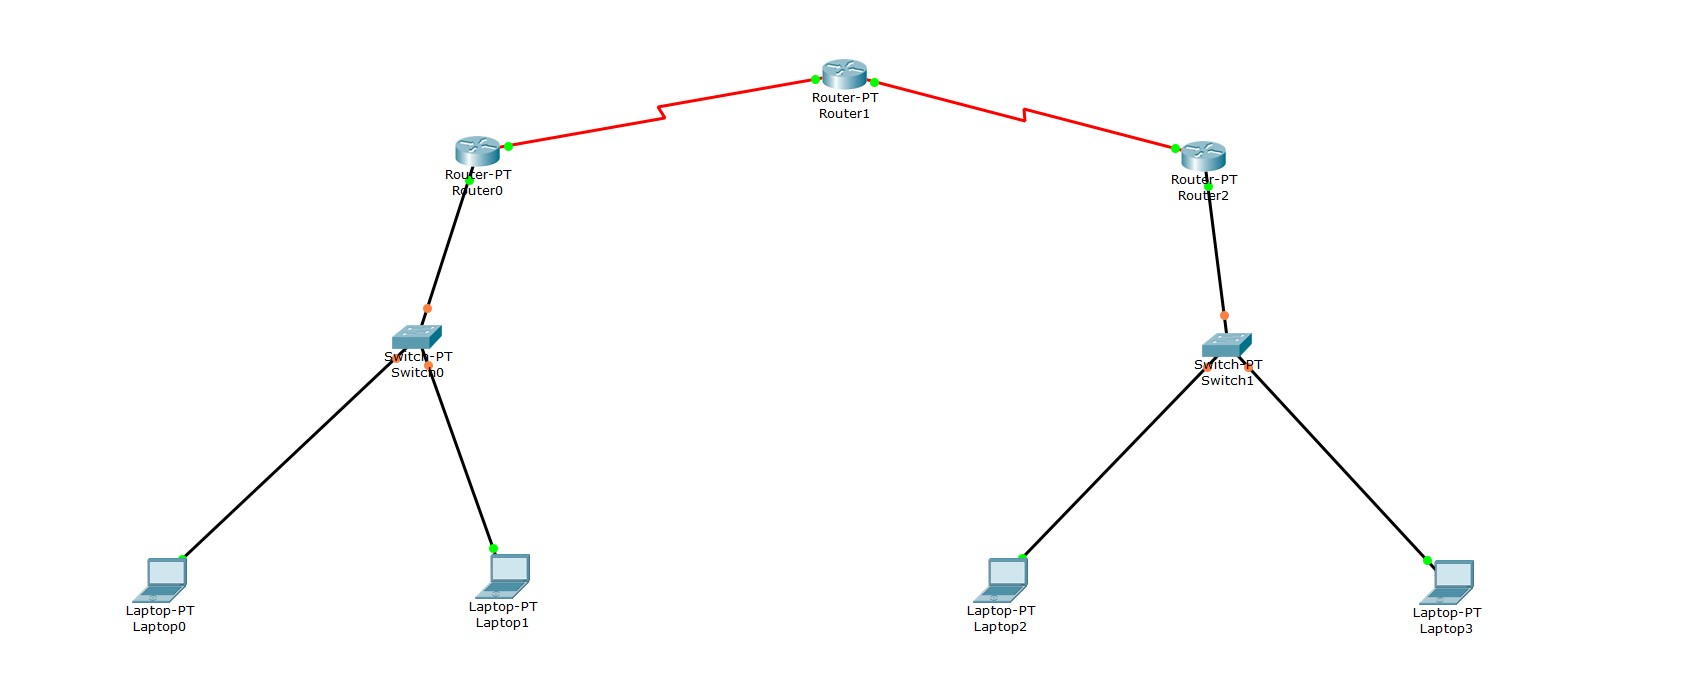 Router-PT
Router1
Router-PT
Router0
Router-PT
Router2
Switch-PT
Switch0
Switch-PT
Switch1
Laptop-PT
Laptop0
Laptop-PT
Laptop1
Laptop-PT
Laptop2
Laptop-PT
Laptop3